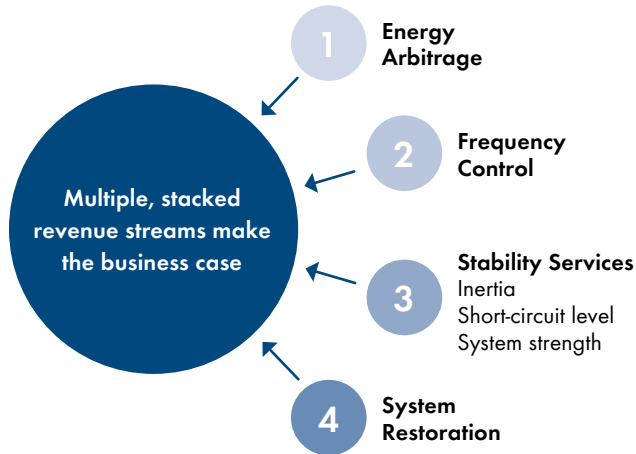 Multiple, stacked
revenue streams make
the business case
1
Energy
Arbitrage
2
Frequency
Control
3
Stability Services
Inertia
Short-circuit level
System strength
4
System
Restoration